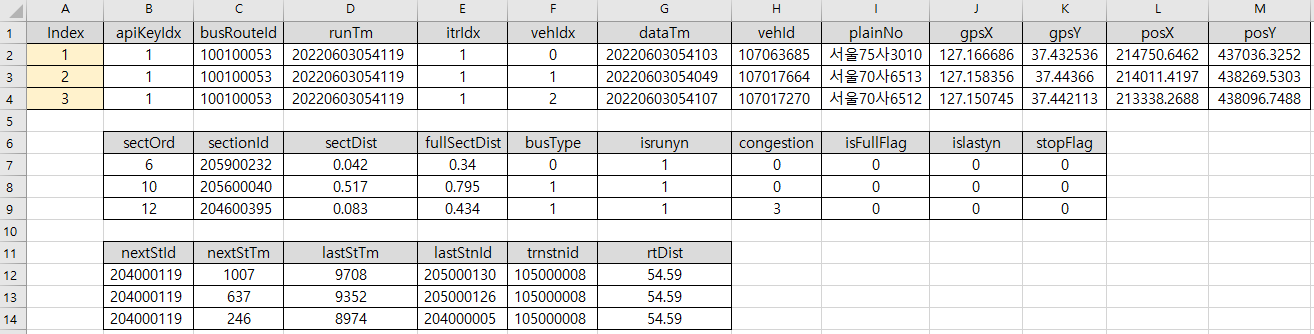 A B C D E F G H I J K L M
1 Index apiKeyIdx busRouteId runTm itrIdx vehIdx dataTm vehId plainNo gpsX gpsY posX posY
2 1 1 100100053 20220603054119 1 0 20220603054103 107063685 서울75사3010 127.166686 37.432536 214750.6462 437036.3252
3 2 1 100100053 20220603054119 1 1 20220603054049 107017664 서울70사6513 127.158356 37.44366 214011.4197 438269.5303
4 3 1 100100053 20220603054119 1 2 20220603054107 107017270 서울70사6512 127.150745 37.442113 213338.2688 438096.7488
5
6 sectOrd sectionId sectDist fullSectDist busType isrunyn congestion isFullFlag islastyn stopFlag
7 6 205900232 0.042 0.34 0 1 0 0 0 0
8 10 205600040 0.517 0.795 1 1 0 0 0 0
9 12 204600395 0.083 0.434 1 1 3 0 0 0
10
11 nextStId nextStTm lastStTm lastStnId trnstnid rtDist
12 204000119 1007 9708 205000130 105000008 54.59
13 204000119 637 9352 205000126 105000008 54.59
14 204000119 246 8974 204000005 105000008 54.59